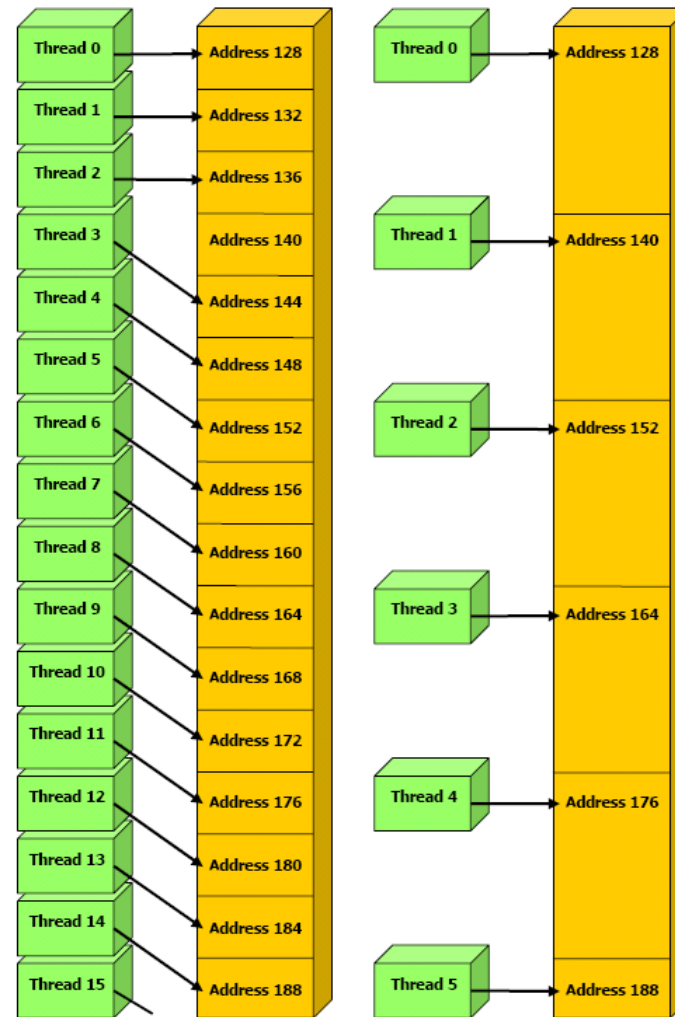 Thread 0
Address 128
Thread 1
Address 132
Thread 2
Address 136
Thread 3
Address 140
Thread 4
Address 144
Thread 5
Address 148
Thread 6
Address 152
Thread 7
Address 156
Thread 8
Address 160
Thread 9
Address 164
Thread 10
Address 168
Thread 11
Address 172
Thread 12
Address 176
Thread 13
Address 180
Thread 14
Address 184
Thread 15
Address 188
Thread 0
Address 128
Thread 1
Address 140
Thread 2
Address 152
Thread 3
Address 164
Thread 4
Address 176
Thread 5
Address 188